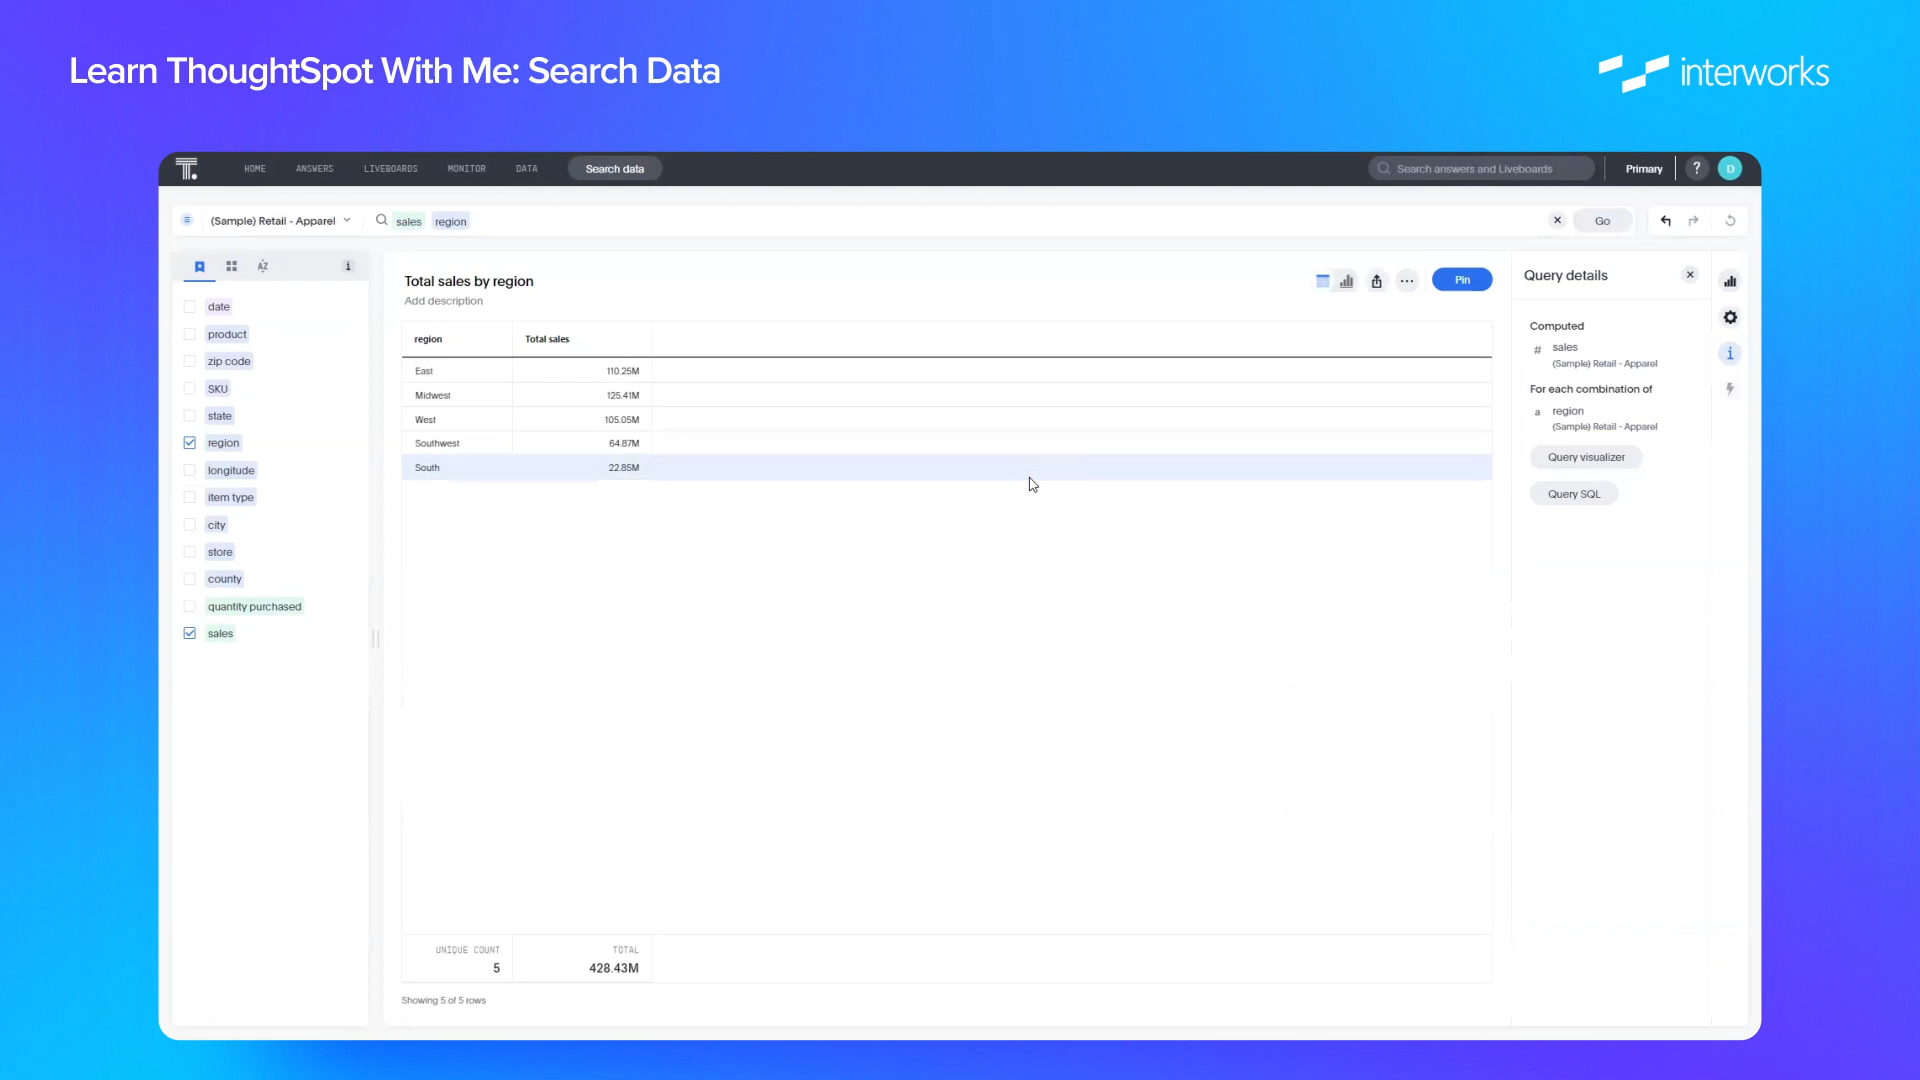 Learn ThoughtSpot With Me: Search Data
interworks
T.
HOME ANSWERS LIVEBOARDS MONITOR DATA Search data Search answers and Liveboards Primary ? D
(Sample) Retail - Apparel sales region Go
Total sales by region
Add description
Pin
date
product
zip code
SKU
state
region
longitude
item type
city
store
county
quantity purchased
sales
region Total sales
East 110.25M
Midwest 125.41M
West 105.05M
Southwest 64.87M
South 22.85M
UNIQUE COUNT TOTAL
5 428.43M
Showing 5 of 5 rows
Query details
Computed
# sales
(Sample) Retail - Apparel
For each combination of
a region
(Sample) Retail - Apparel
Query visualizer
Query SQL